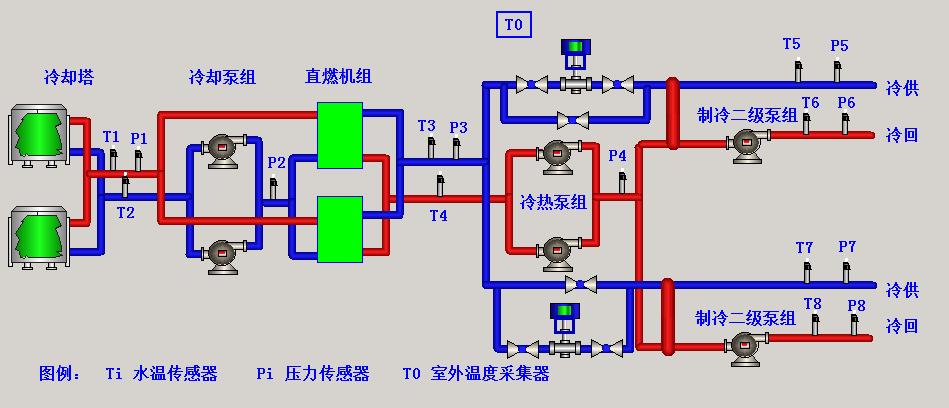 T0
冷却塔
冷却泵组
直燃机组
T5
P5
冷供
T1
P1
T2
P2
T3
P3
T4
冷热泵组
P4
制冷二级泵组
T6
P6
冷回
T7
P7
冷供
制冷二级泵组
T8
P8
冷回
图例： Ti 水温传感器 Pi 压力传感器 T0 室外温度采集器